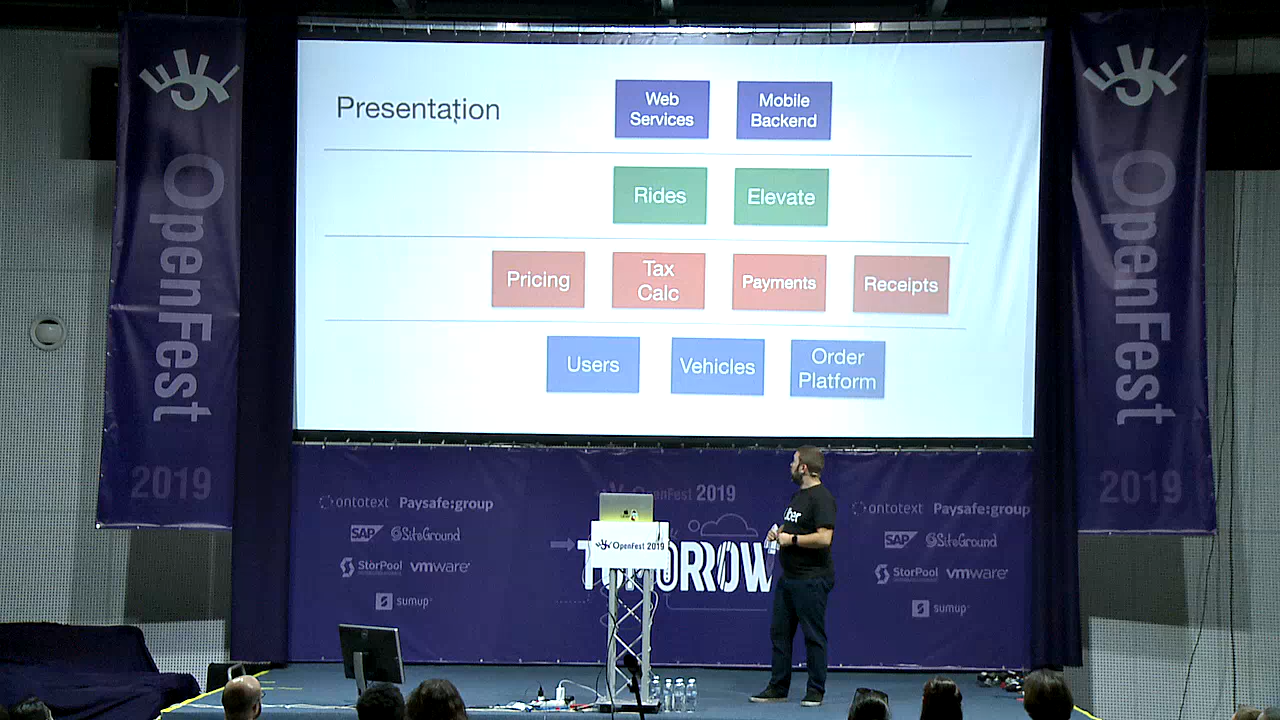 Presentation
Web
Services
Mobile
Backend
Rides
Elevate
Pricing
Tax
Calc
Payments
Receipts
Users
Vehicles
Order
Platform
OpenFest
2019
OpenFest
2019
ontotext
Paysafe:group
SAP
SiteGround
StorPool
vmware
sumup
OpenFest 2019
OpenFest 2019
ontotext
Paysafe:group
SAP
SiteGround
StorPool
vmware
sumup